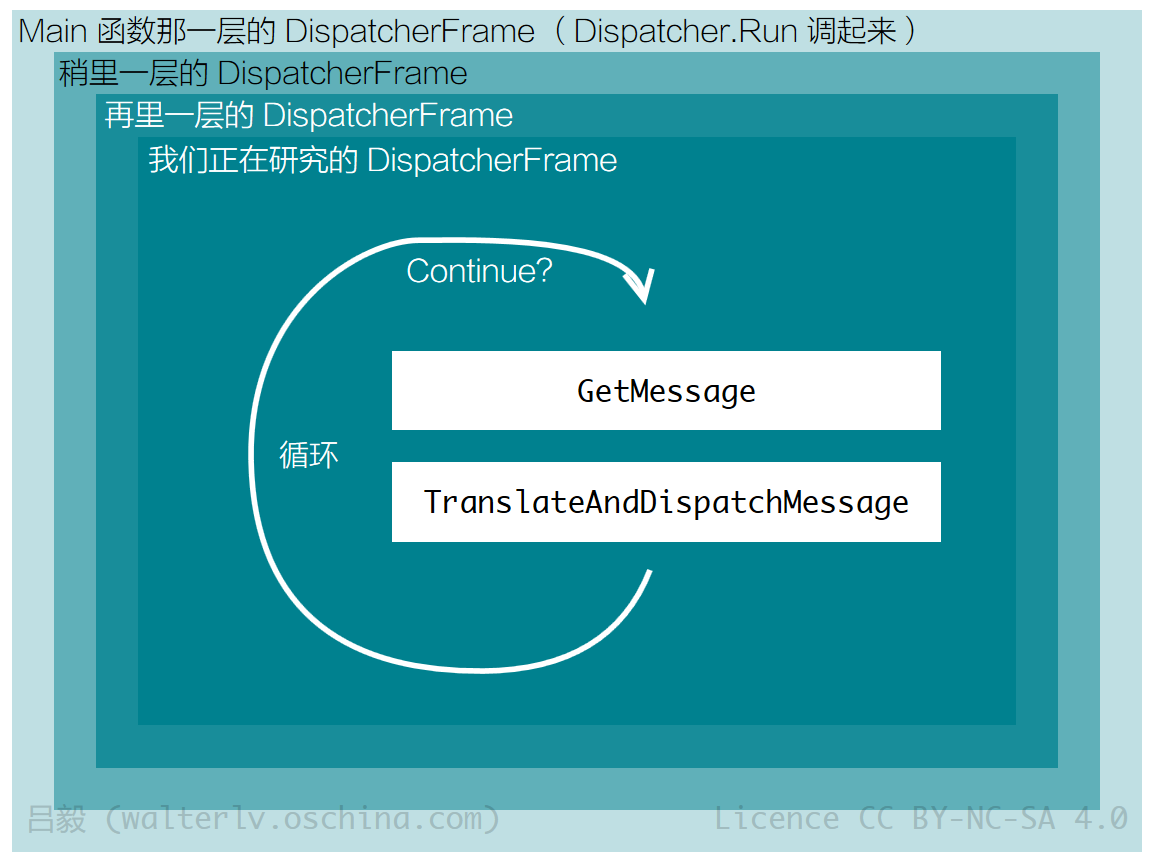 Main 函数那一层的 DispatcherFrame（Dispatcher.Run 调起来）
稍里一层的 DispatcherFrame
再里一层的 DispatcherFrame
我们正在研究的 DispatcherFrame
Continue?
GetMessage
循环
TranslateAndDispatchMessage
吕毅 (walterlv.oschina.com)
Licence CC BY-NC-SA 4.0